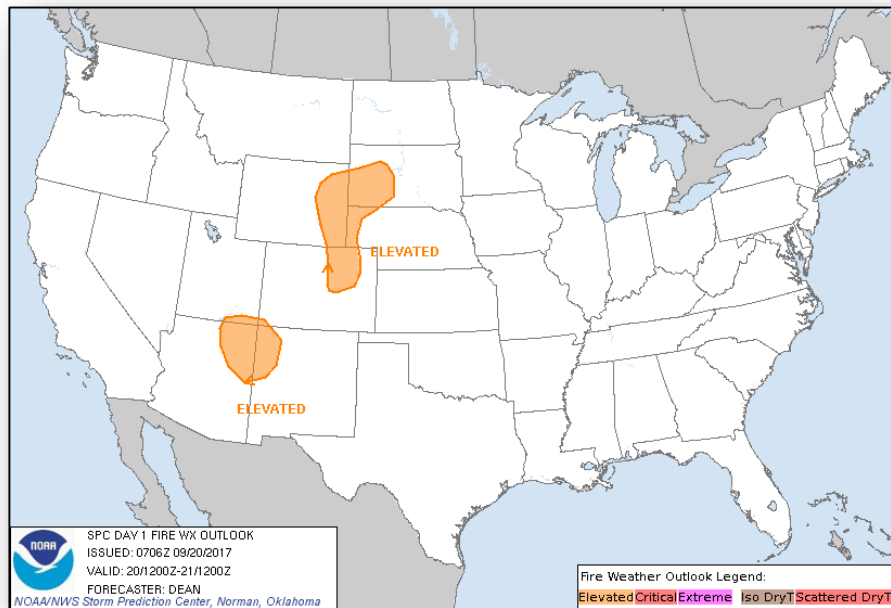 ELEVATED
ELEVATED
NOAA
SPC DAY 1 FIRE WX OUTLOOK
ISSUED: 0706Z 09/20/2017
VALID: 20/1200Z-21/1200Z
FORECASTER: DEAN
NOAA/NWS Storm Prediction Center, Norman, Oklahoma
Fire Weather Outlook Legend:
Elevated Critical Extreme Iso DryT Scattered DryT